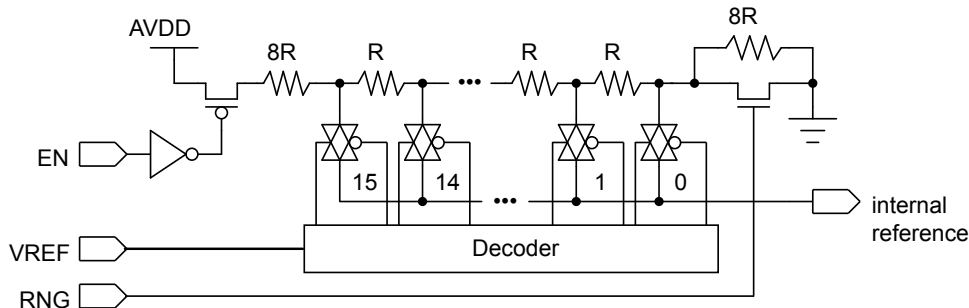 AVDD
8R
R
R
R
8R
•••
EN
15
14
1
0
•••
internal
reference
VREF
Decoder
RNG